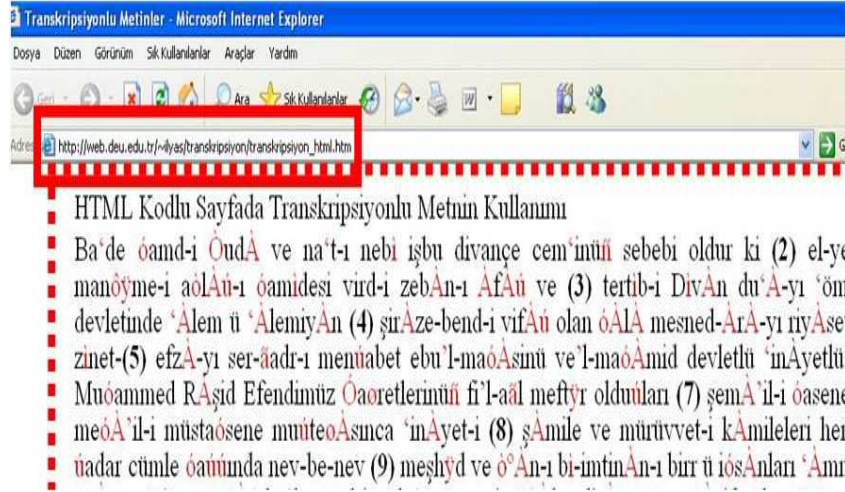 Transkripsiyonlu Metinler - Microsoft Internet Explorer
Dosya Düzen Görünüm Sık Kullanılanlar Araçlar Yardım
Geri Ara Sık Kullanılanlar
Adres http://web.deu.edu.tr/~ilyas/transkripsiyon/transkripsiyon_html.htm G
HTML Kodlu Sayfada Transkripsiyonlu Metnin Kullanımı
Ba‘de óamd-i ÒudÀ ve na‘t-ı nebi işbu divançe cem‘inüñ sebebi oldur ki (2) el-ye
manôÿme-i aòlÀú-ı óamidesi vird-i zebÀn-ı ÀfÀú ve (3) tertib-i DivÀn du‘À-yı ‘öm
devletinde ‘Àlem ü ‘ÀlemiyÀn (4) şirÀze-bend-i vifÀú olan óÀlÀ mesned-ÀrÀ-yı riyÀse
zinet-(5) efzÀ-yı ser-ãadr-ı menúabet ebu’l-maóÀsinü ve’l-maóÀmid devletlü ‘inÀyetlü
Muóammed RÀşid Efendimüz Óaøretlerinüñ fi’l-aãl meftÿr olduúları (7) şemÀ’il-i óasene
meóÀ’il-i müstaósene muúteøÀsınca ‘inÀyet-i (8) şÀmile ve mürüvvet-i kÀmileleri her
úadar cümle óaúúında nev-be-nev (9) meşhÿd ve ó°Àn-ı bi-imtinÀn-ı birr ü iósÀnları ‘Àmm